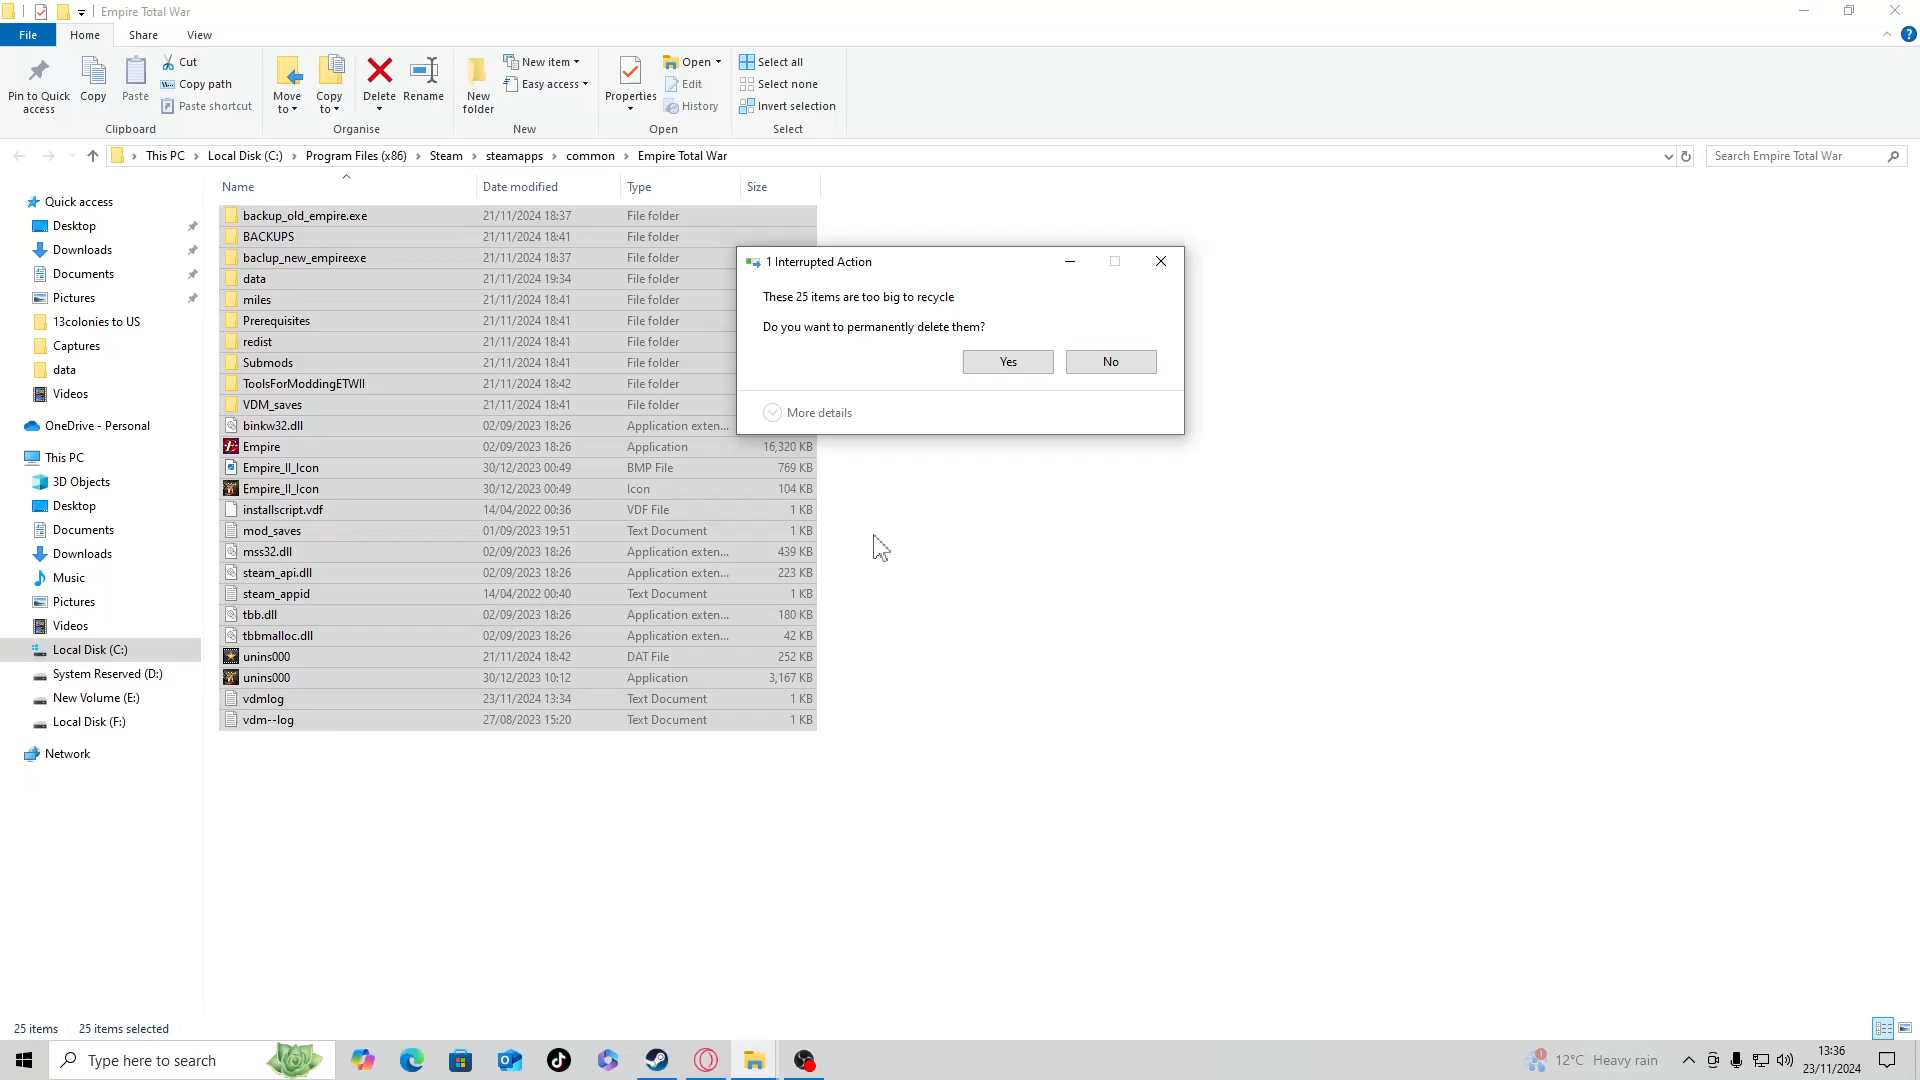 Empire Total War
File
Home
Share
View
Pin to Quick access
Copy
Paste
Cut
Copy path
Paste shortcut
Clipboard
Move to
Copy to
Delete
Rename
Organise
New folder
New item
Easy access
New
Properties
Open
Edit
History
Open
Select all
Select none
Invert selection
Select
This PC
Local Disk (C:)
Program Files (x86)
Steam
steamapps
common
Empire Total War
Search Empire Total War
Name
Date modified
Type
Size
Quick access
Desktop
Downloads
Documents
Pictures
13colonies to US
Captures
data
Videos
OneDrive - Personal
This PC
3D Objects
Desktop
Documents
Downloads
Music
Pictures
Videos
Local Disk (C:)
System Reserved (D:)
New Volume (E:)
Local Disk (F:)
Network
backup_old_empire.exe 21/11/2024 18:37 File folder
BACKUPS 21/11/2024 18:41 File folder
baclup_new_empireexe 21/11/2024 18:37 File folder
data 21/11/2024 19:34 File folder
miles 21/11/2024 18:41 File folder
Prerequisites 21/11/2024 18:41 File folder
redist 21/11/2024 18:41 File folder
Submods 21/11/2024 18:41 File folder
ToolsForModdingETWII 21/11/2024 18:42 File folder
VDM_saves 21/11/2024 18:41 File folder
binkw32.dll 02/09/2023 18:26 Application exten...
Empire 02/09/2023 18:26 Application 16,320 KB
Empire_II_Icon 30/12/2023 00:49 BMP File 769 KB
Empire_II_Icon 30/12/2023 00:49 Icon 104 KB
installscript.vdf 14/04/2022 00:36 VDF File 1 KB
mod_saves 01/09/2023 19:51 Text Document 1 KB
mss32.dll 02/09/2023 18:26 Application exten... 439 KB
steam_api.dll 02/09/2023 18:26 Application exten... 223 KB
steam_appid 14/04/2022 00:40 Text Document 1 KB
tbb.dll 02/09/2023 18:26 Application exten... 180 KB
tbbmalloc.dll 02/09/2023 18:26 Application exten... 42 KB
unins000 21/11/2024 18:42 DAT File 252 KB
unins000 30/12/2023 10:12 Application 3,167 KB
vdmlog 23/11/2024 13:34 Text Document 1 KB
vdm--log 27/08/2023 15:20 Text Document 1 KB
1 Interrupted Action
These 25 items are too big to recycle
Do you want to permanently delete them?
Yes
No
More details
25 items
25 items selected
Type here to search
12°C Heavy rain
13:36
23/11/2024